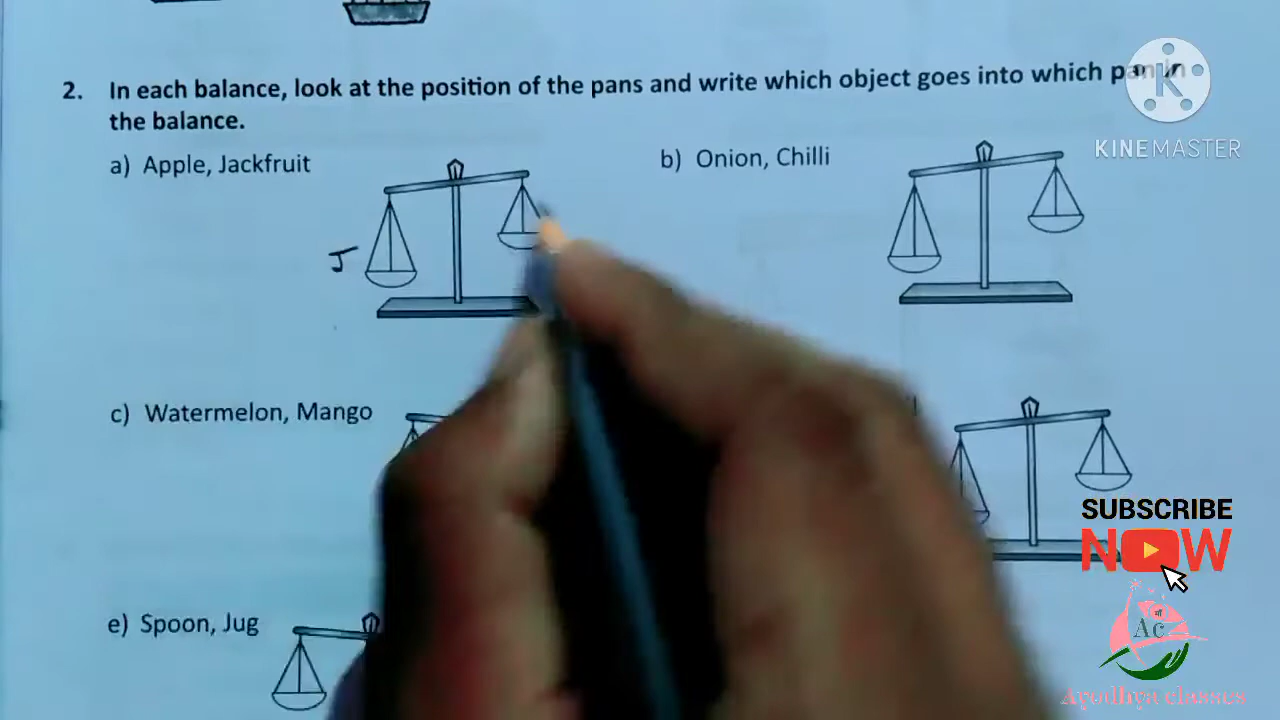 2. In each balance, look at the position of the pans and write which object goes into which pan in
the balance.
a) Apple, Jackfruit
b) Onion, Chilli
J
c) Watermelon, Mango
e) Spoon, Jug
K
KINEMASTER
SUBSCRIBE
NOW
माँ
Ac
Ayodhya classes